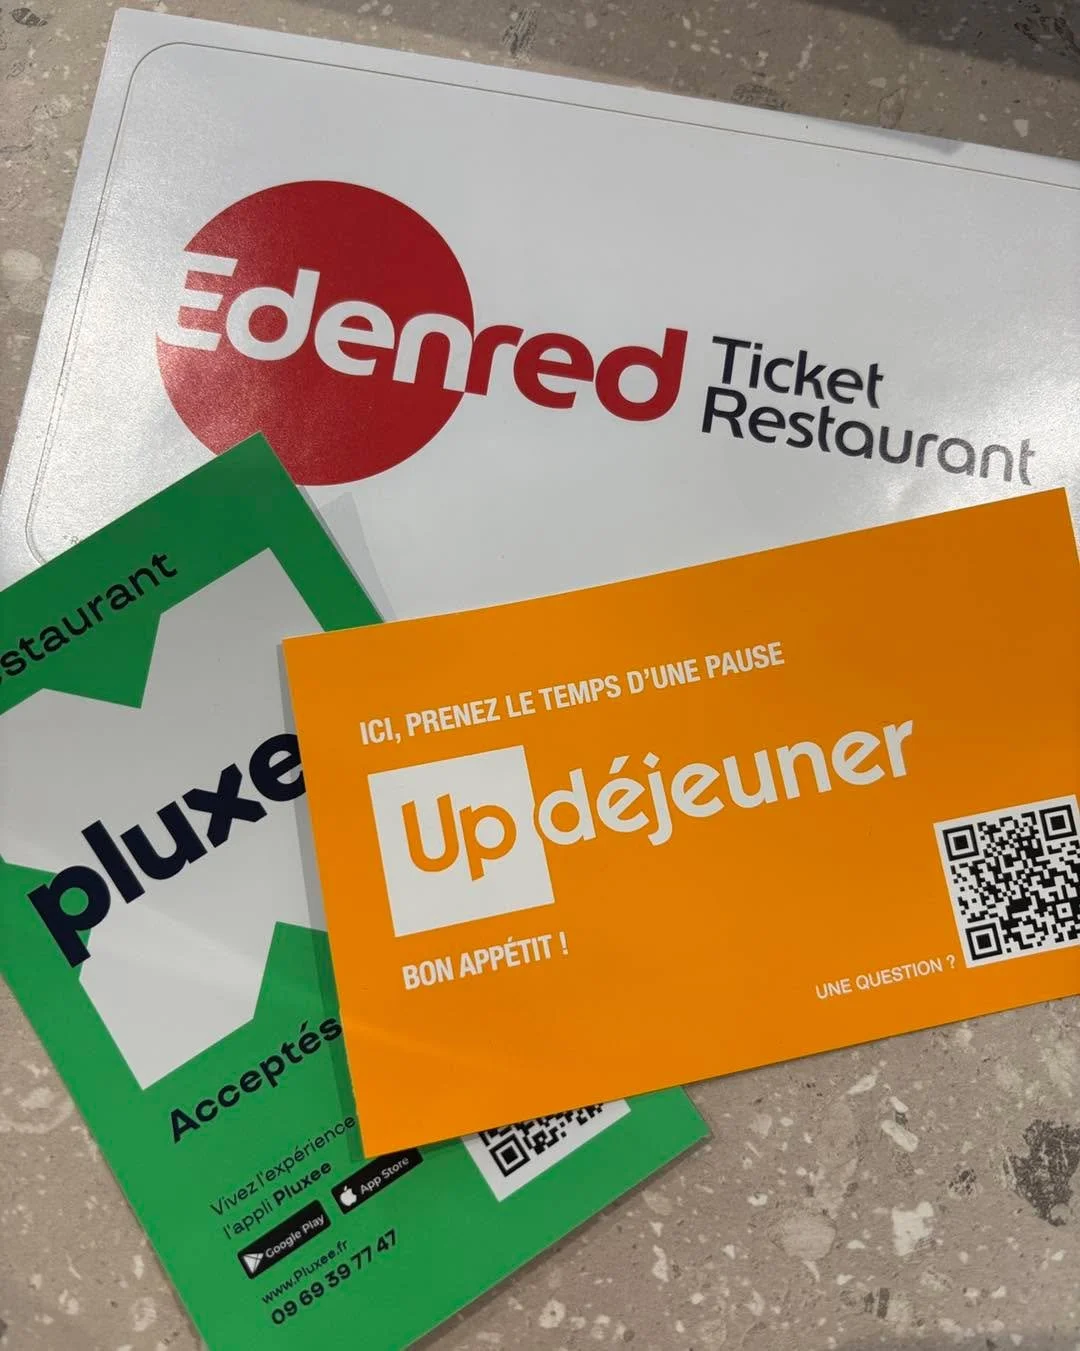 Edenred
Ticket
Restaurant
staurant
pluxe
Acceptés
Vivez l'expérience
l'appli Pluxee
Google Play
App Store
www.Pluxee.fr
09 69 39 77 47
ICI, PRENEZ LE TEMPS D'UNE PAUSE
Up déjeuner
BON APPÉTIT !
UNE QUESTION ?